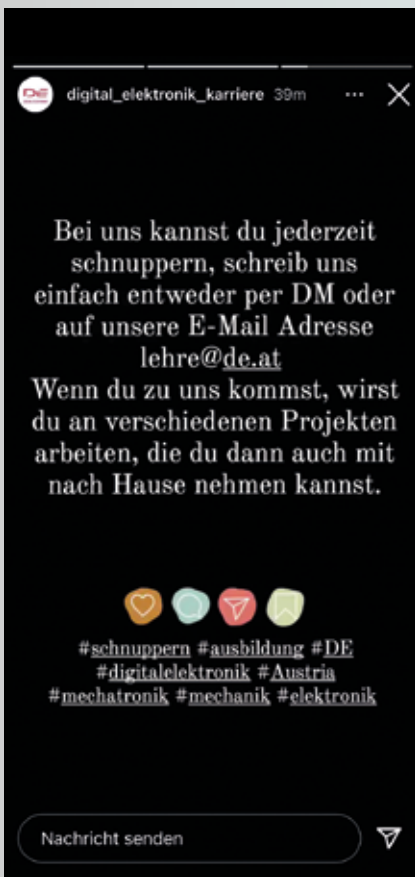 DE
digital_elektronik_karriere 39m
Bei uns kannst du jederzeit
schnuppern, schreib uns
einfach entweder per DM oder
auf unsere E-Mail Adresse
lehre@de.at
Wenn du zu uns kommst, wirst
du an verschiedenen Projekten
arbeiten, die du dann auch mit
nach Hause nehmen kannst.
#schnuppern #ausbildung #DE
#digitalelektronik #Austria
#mechatronik #mechanik #elektronik
Nachricht senden